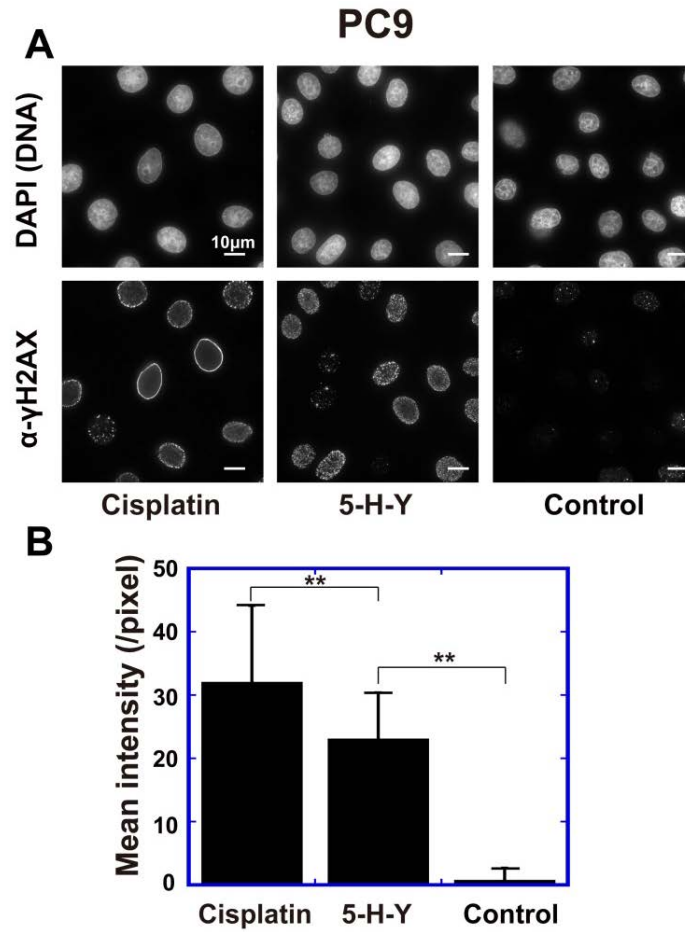 PC9
A
DAPI (DNA)
10μm
α-γH2AX
Cisplatin 5-H-Y Control
B
Mean intensity (/pixel)
50
40
30
20
10
0
** 
**
Cisplatin 5-H-Y Control